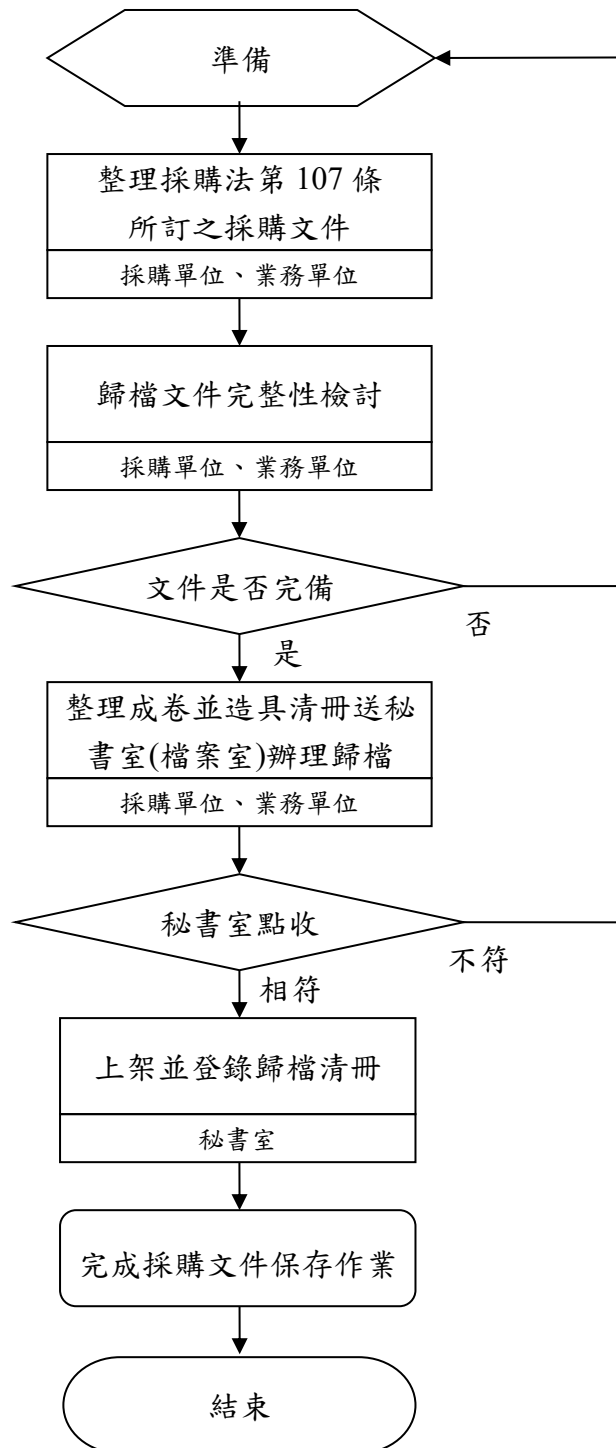 準備
整理採購法第 107 條
所訂之採購文件
採購單位、業務單位
歸檔文件完整性檢討
採購單位、業務單位
文件是否完備
否
是
整理成卷並造具清冊送秘
書室(檔案室)辦理歸檔
採購單位、業務單位
秘書室點收
不符
相符
上架並登錄歸檔清冊
秘書室
完成採購文件保存作業
結束